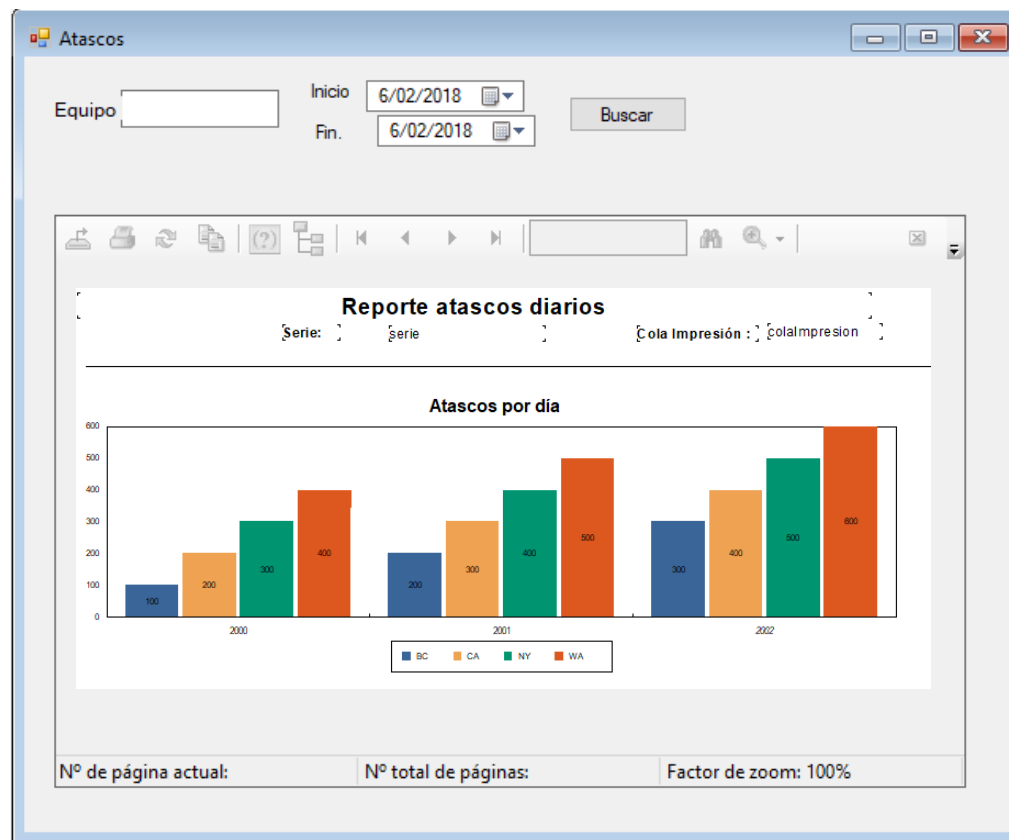 Atascos
Equipo
Inicio 6/02/2018
Buscar
Fin. 6/02/2018
(?)
Reporte atascos diarios
Serie: serie Cola Impresión : colaImpresion
Atascos por día
600
500
400
300
200
100
0
100 200 300 400
200 300 400 500
300 400 500 600
2000 2001 2002
BC CA NY WA
Nº de página actual: Nº total de páginas: Factor de zoom: 100%